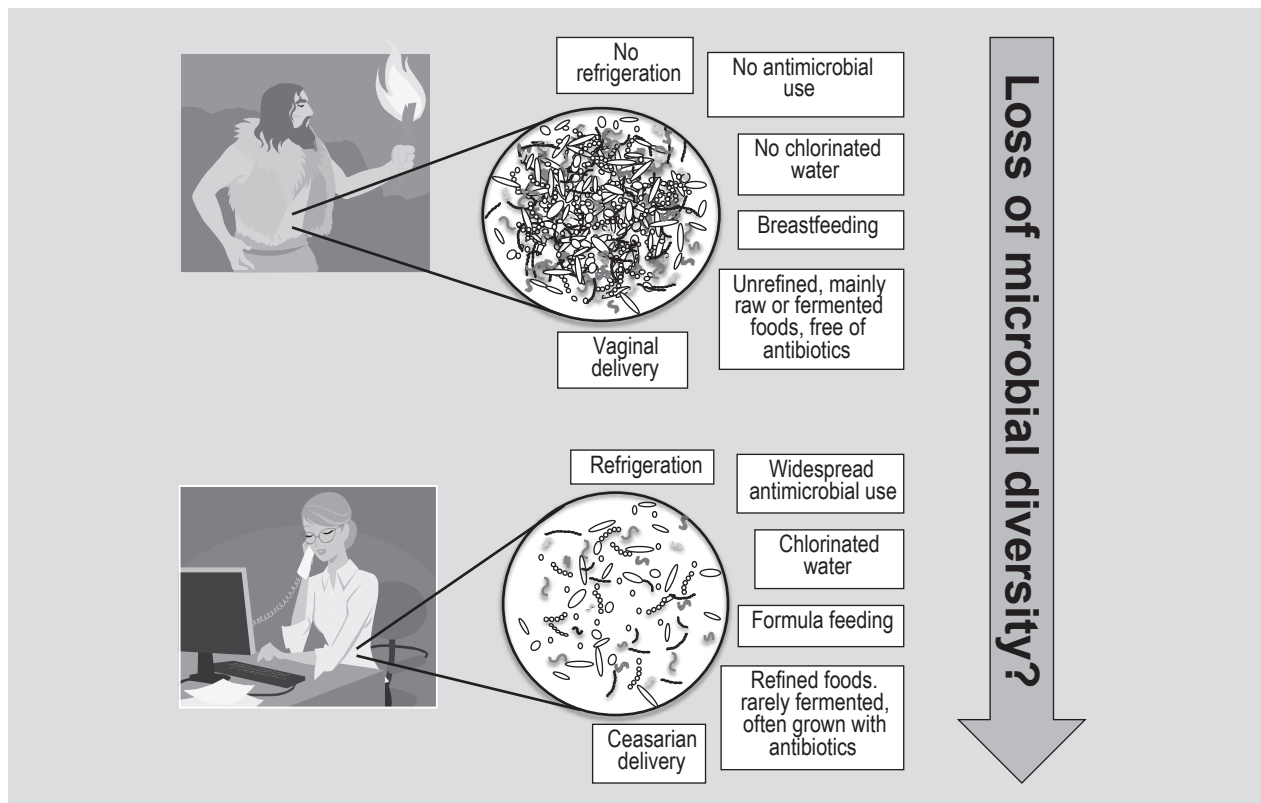 No
refrigeration
No antimicrobial
use
No chlorinated
water
Breastfeeding
Unrefined, mainly
raw or fermented
foods, free of
antibiotics
Vaginal
delivery
Refrigeration
Widespread
antimicrobial use
Chlorinated
water
Formula feeding
Refined foods.
rarely fermented,
often grown with
antibiotics
Ceasarian
delivery
Loss of microbial diversity?